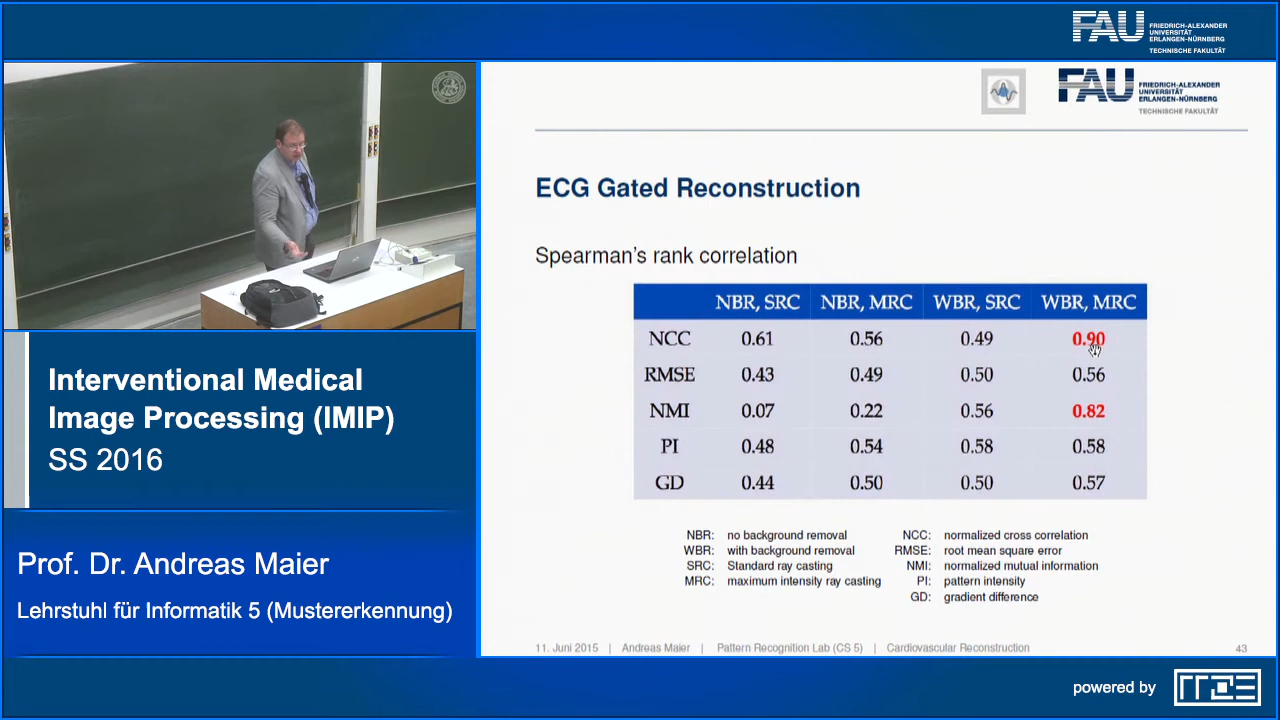 FAU
FRIEDRICH-ALEXANDER
UNIVERSITÄT
ERLANGEN-NÜRNBERG
TECHNISCHE FAKULTÄT
FAU
FRIEDRICH-ALEXANDER
UNIVERSITÄT
ERLANGEN-NÜRNBERG
TECHNISCHE FAKULTÄT
ECG Gated Reconstruction
Spearman's rank correlation
NBR, SRC NBR, MRC WBR, SRC WBR, MRC
NCC 0.61 0.56 0.49 0.90
RMSE 0.43 0.49 0.50 0.56
NMI 0.07 0.22 0.56 0.82
PI 0.48 0.54 0.58 0.58
GD 0.44 0.50 0.50 0.57
NBR: no background removal
WBR: with background removal
SRC: Standard ray casting
MRC: maximum intensity ray casting
NCC: normalized cross correlation
RMSE: root mean square error
NMI: normalized mutual information
PI: pattern intensity
GD: gradient difference
11. Juni 2015 | Andreas Maier | Pattern Recognition Lab (CS 5) | Cardiovascular Reconstruction 43
Interventional Medical
Image Processing (IMIP)
SS 2016
Prof. Dr. Andreas Maier
Lehrstuhl für Informatik 5 (Mustererkennung)
powered by